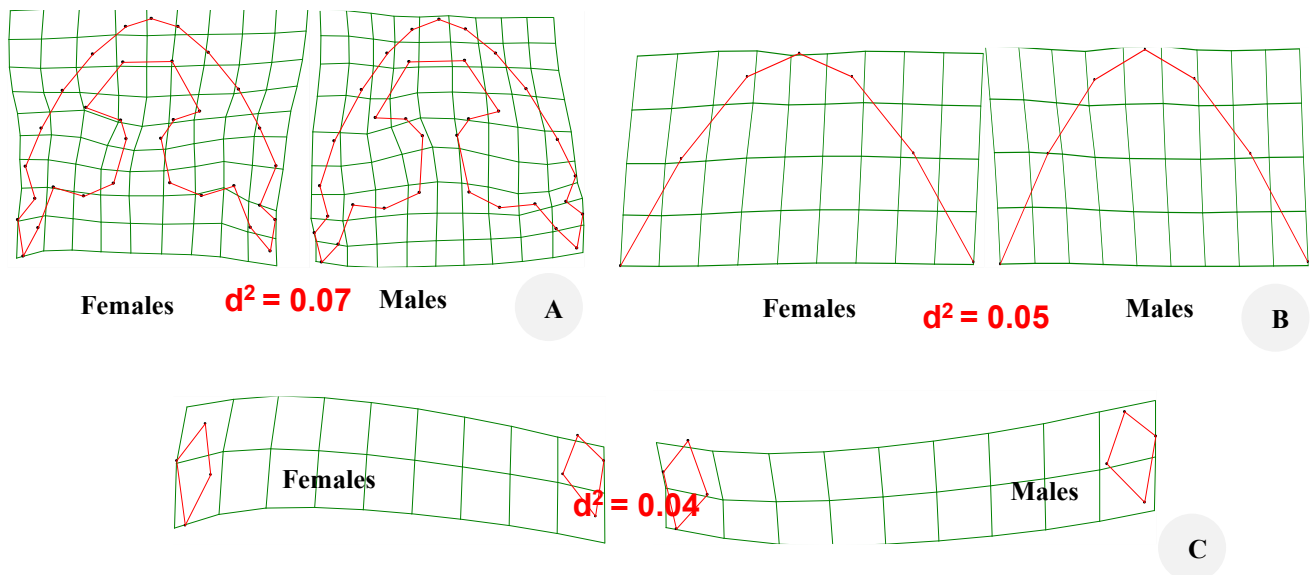 Females d² = 0.07 Males A
Females d² = 0.05 Males B
Females d² = 0.04 Males C